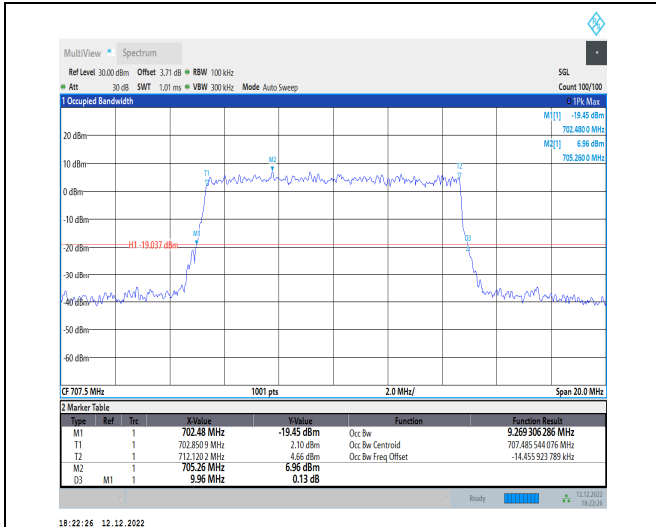 MultiView Spectrum
Ref Level 30.00 dBm Offset 3.71 dB RBW 100 kHz SGL
Att 30 dB SWT 1.01 ms VBW 300 kHz Mode Auto Sweep Count 100/100
1 Occupied Bandwidth 1Pk Max
M1[1] -19.45 dBm
702.4800 MHz
20 dBm M2[1] 6.96 dBm
705.2600 MHz
M2
T1 T2
10 dBm
0 dBm
-10 dBm
M1 D3
H1 -19.037 dBm
-20 dBm
-30 dBm
-40 dBm
-50 dBm
-60 dBm
CF 707.5 MHz 1001 pts 2.0 MHz/ Span 20.0 MHz
2 Marker Table
Type Ref Trc X-Value Y-Value Function Function Result
M1 1 702.48 MHz -19.45 dBm Occ Bw 9.269 306 286 MHz
T1 1 702.850 9 MHz 2.10 dBm Occ Bw Centroid 707.485 544 076 MHz
T2 1 712.120 2 MHz 4.66 dBm Occ Bw Freq Offset -14.455 923 789 kHz
M2 1 705.26 MHz 6.96 dBm
D3 M1 1 9.96 MHz 0.13 dB
Ready 12.12.2022
18:22:26
18:22:26 12.12.2022